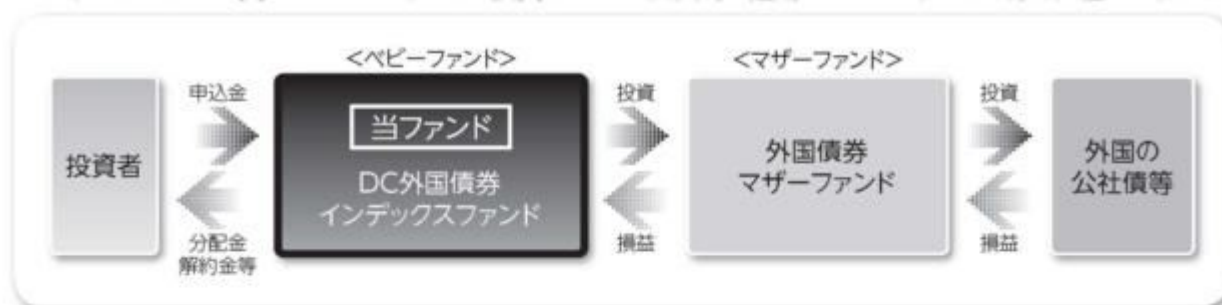 <ベビーファンド>
<マザーファンド>
投資者
申込金
分配金
解約金等
当ファンド
DC外国債券
インデックスファンド
投資
損益
外国債券
マザーファンド
投資
損益
外国の
公社債等